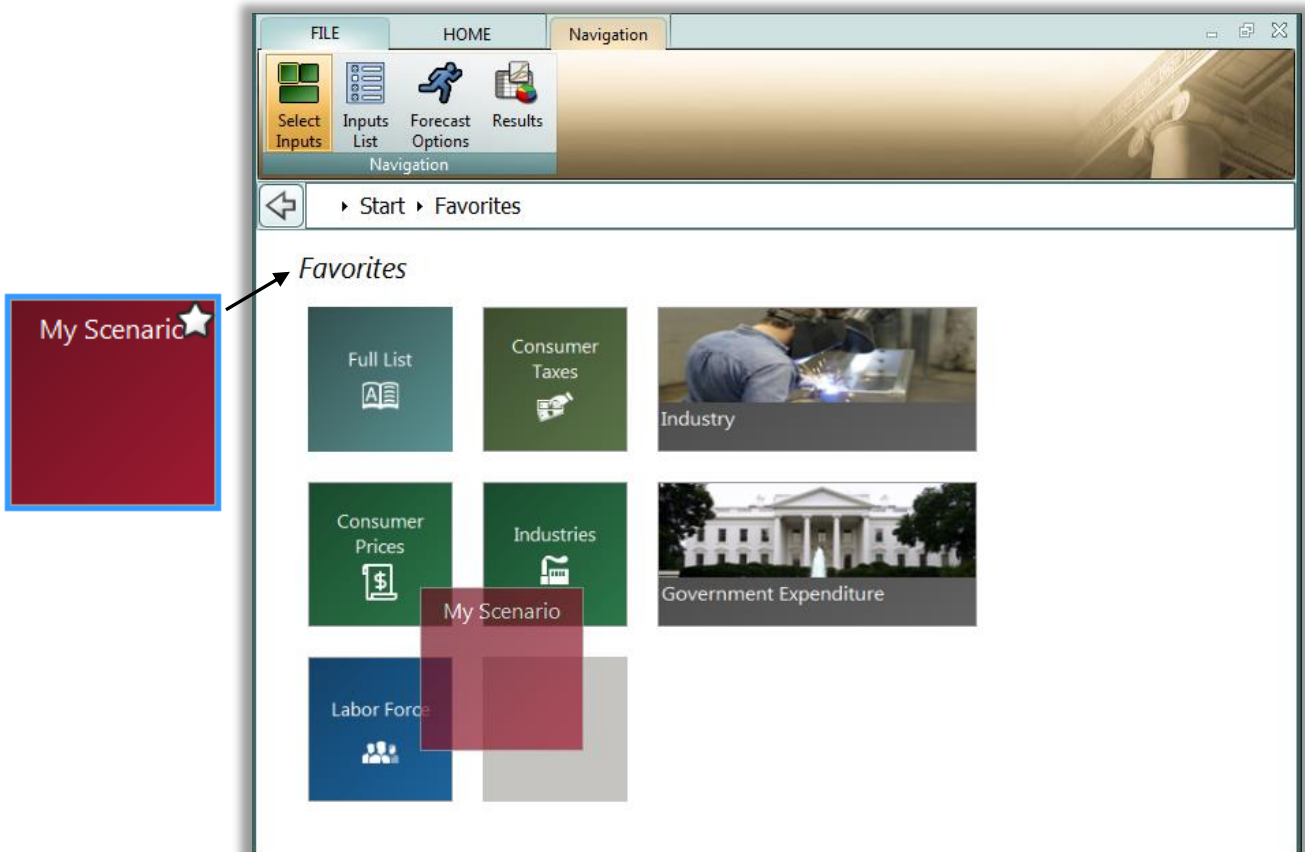 FILE HOME Navigation
Select Inputs Forecast Results
Inputs List Options
Navigation
Start Favorites
Favorites
My Scenario
Full List
Consumer
Taxes
Industry
Consumer
Prices
Industries
Government Expenditure
My Scenario
Labor Force